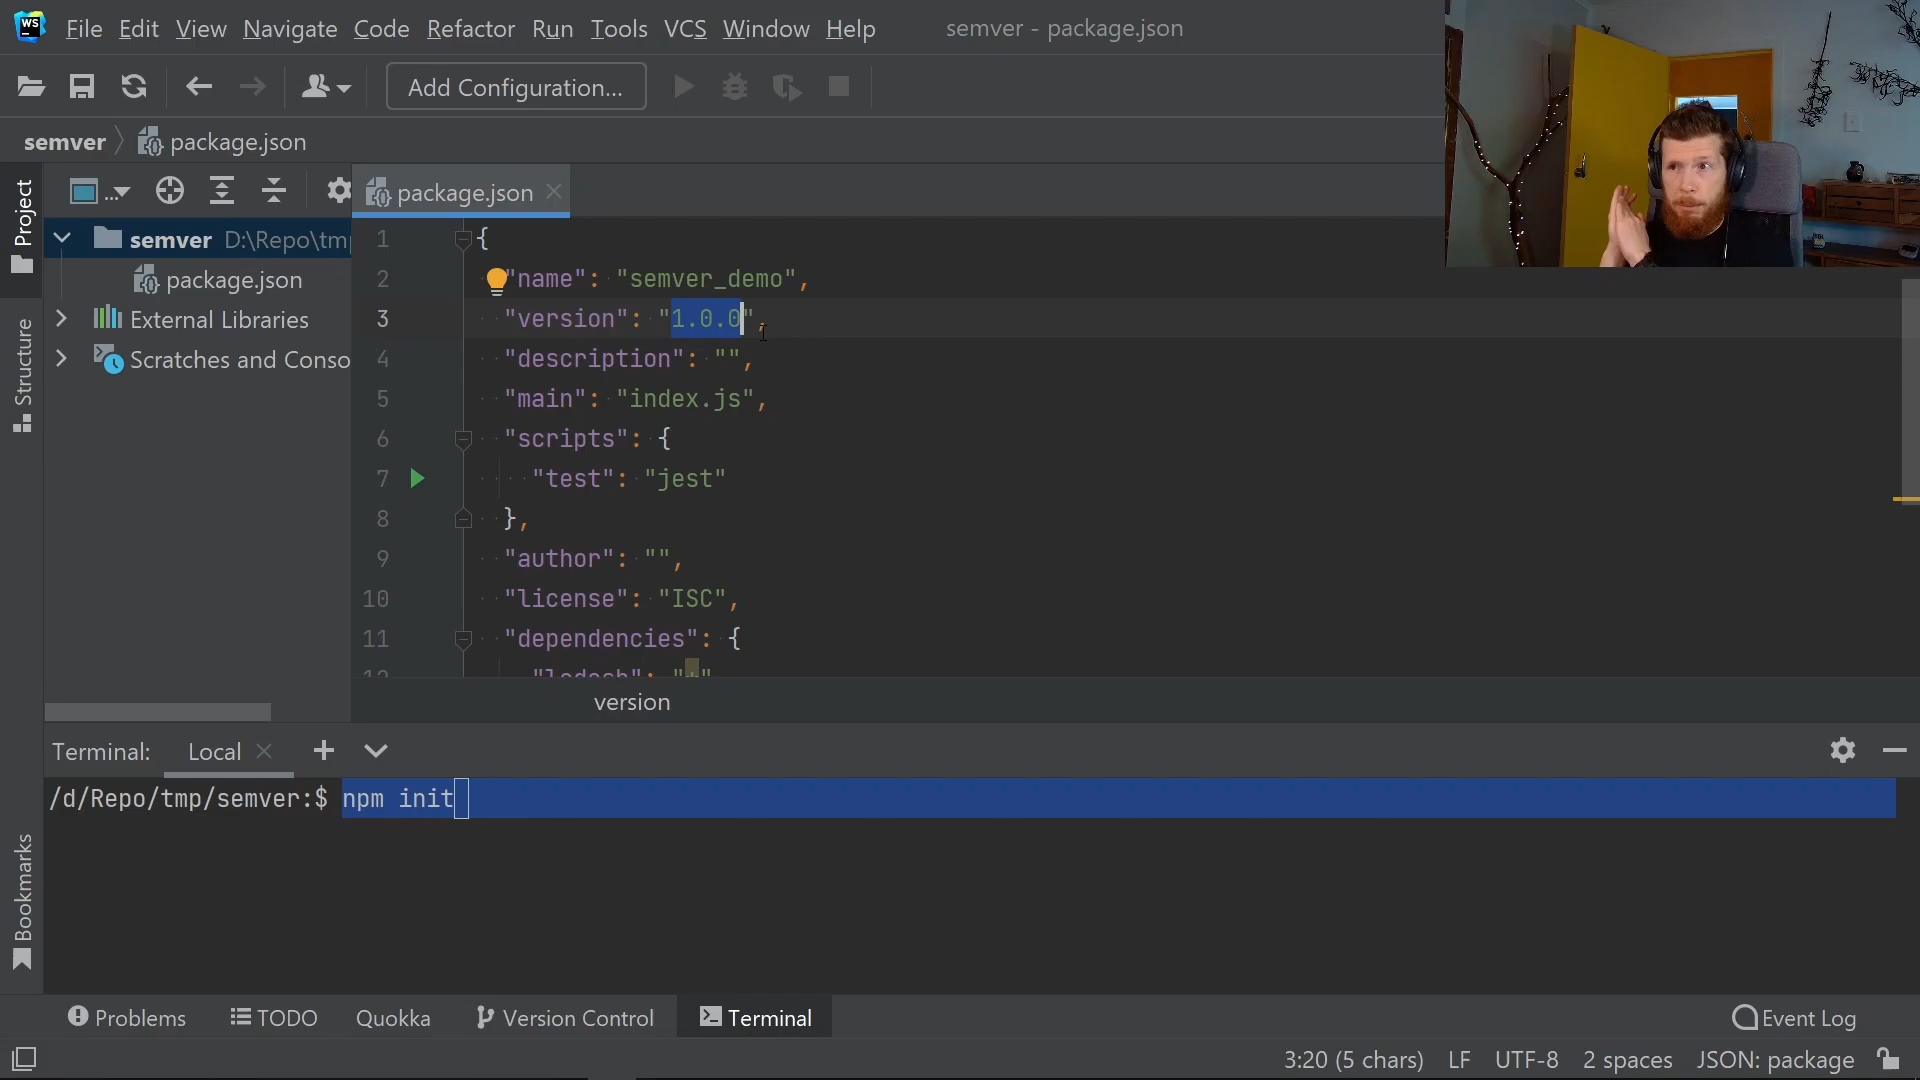 WS File Edit View Navigate Code Refactor Run Tools VCS Window Help semver - package.json
Add Configuration...
semver package.json
Project
... package.json
semver D:\Repo\tm
package.json
External Libraries
Scratches and Conso
Structure
Bookmarks
1 {
2 "name": "semver_demo",
3 "version": "1.0.0",
4 "description": "",
5 "main": "index.js",
6 "scripts": {
7 "test": "jest"
8 },
9 "author": "",
10 "license": "ISC",
11 "dependencies": {
12 "lodash": "*"
version
Terminal: Local
/d/Repo/tmp/semver:$ npm init
Problems TODO Quokka Version Control Terminal Event Log
3:20 (5 chars) LF UTF-8 2 spaces JSON: package